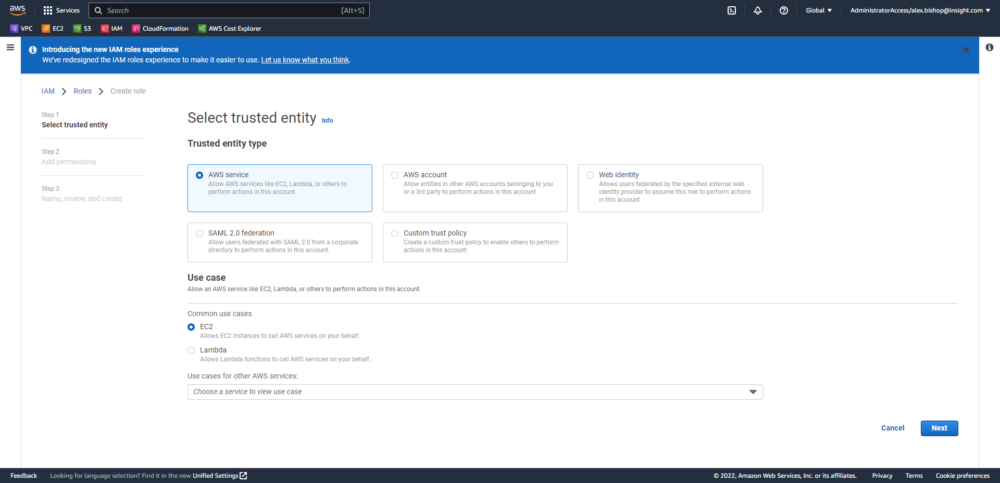 aws
Services
Search
[Alt+S]
Global
AdministratorAccess/alex.bishop@insight.com
VPC
EC2
S3
IAM
CloudFormation
AWS Cost Explorer
Introducing the new IAM roles experience
We've redesigned the IAM roles experience to make it easier to use. Let us know what you think.
IAM
Roles
Create role
Step 1
Select trusted entity
Step 2
Add permissions
Step 3
Name, review, and create
Select trusted entity Info
Trusted entity type
AWS service
Allow AWS services like EC2, Lambda, or others to
perform actions in this account.
AWS account
Allow entities in other AWS accounts belonging to you
or a 3rd party to perform actions in this account.
Web identity
Allows users federated by the specified external web
identity provider to assume this role to perform actions
in this account.
SAML 2.0 federation
Allow users federated with SAML 2.0 from a corporate
directory to perform actions in this account.
Custom trust policy
Create a custom trust policy to enable others to perform
actions in this account.
Use case
Allow an AWS service like EC2, Lambda, or others to perform actions in this account.
Common use cases
EC2
Allows EC2 instances to call AWS services on your behalf.
Lambda
Allows Lambda functions to call AWS services on your behalf.
Use cases for other AWS services:
Choose a service to view use case
Cancel
Next
Feedback
Looking for language selection? Find it in the new Unified Settings
© 2022, Amazon Web Services, Inc. or its affiliates.
Privacy
Terms
Cookie preferences